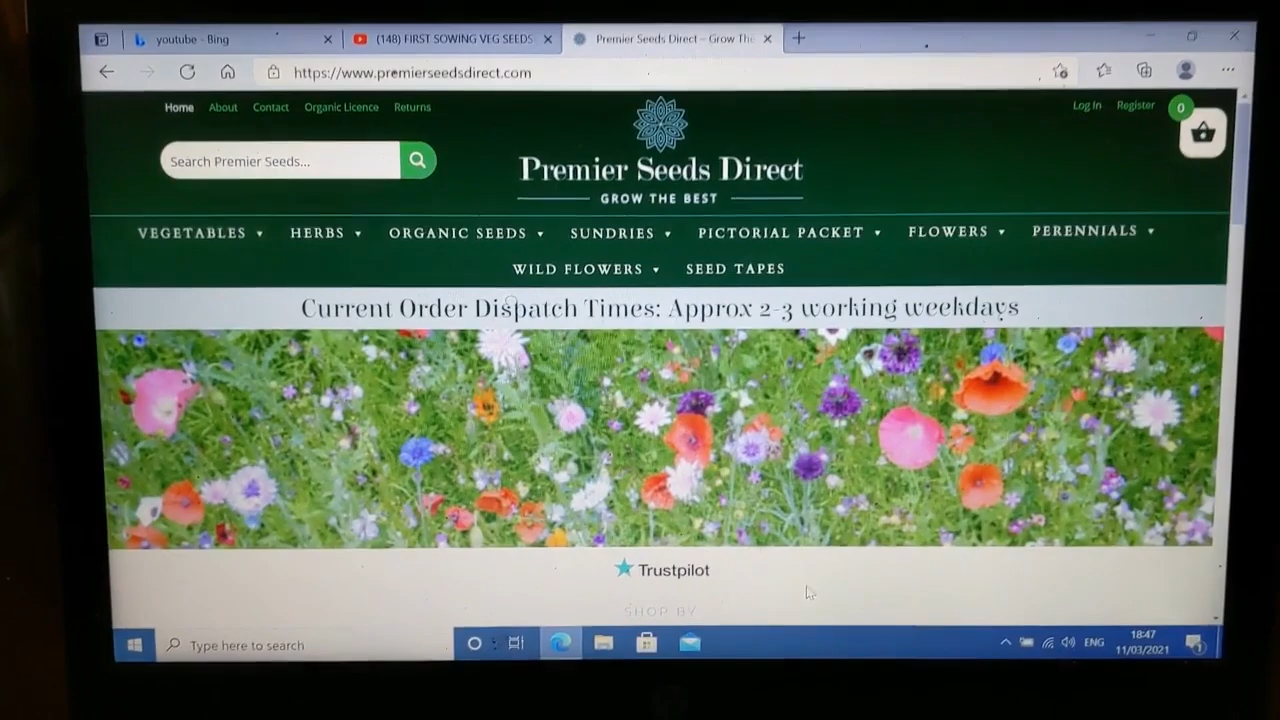 youtube - Bing
(148) FIRST SOWING VEG SEEDS
Premier Seeds Direct – Grow The
https://www.premierseedsdirect.com
Home About Contact Organic Licence Returns
Log In Register 0
Search Premier Seeds...
Premier Seeds Direct
GROW THE BEST
VEGETABLES HERBS ORGANIC SEEDS SUNDRIES PICTORIAL PACKET FLOWERS PERENNIALS
WILD FLOWERS SEED TAPES
Current Order Dispatch Times: Approx 2-3 working weekdays
Trustpilot
SHOP BY
Type here to search
ENG
18:47
11/03/2021
1